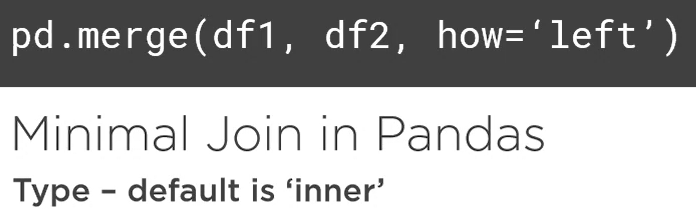 pd.merge(df1, df2, how=‘left’)
Minimal Join in Pandas
Type – default is ‘inner’